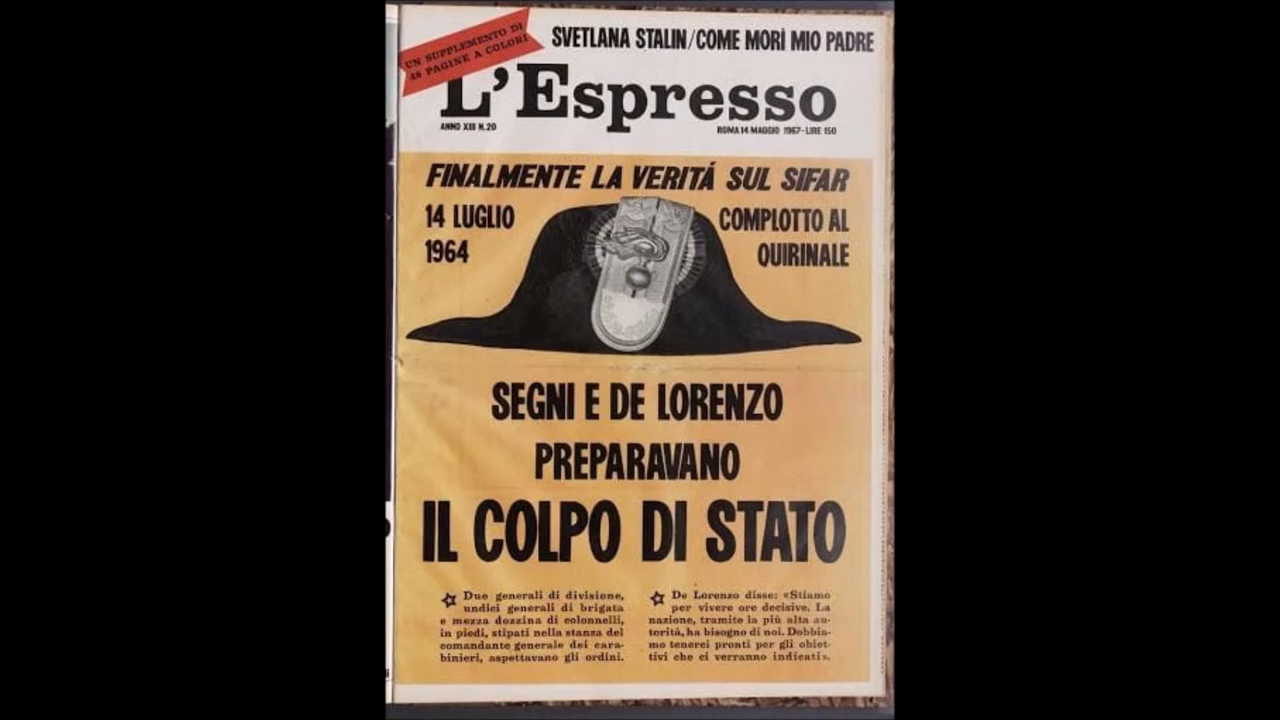 UN SUPPLEMENTO DI
48 PAGINE A COLORI
SVETLANA STALIN/COME MORÌ MIO PADRE
L'Espresso
ANNO XIII N.20
ROMA 14 MAGGIO 1967-LIRE 150
FINALMENTE LA VERITÁ SUL SIFAR
14 LUGLIO
1964
COMPLOTTO AL
QUIRINALE
SEGNI E DE LORENZO
PREPARAVANO
IL COLPO DI STATO
Due generali di divisione,
undici generali di brigata
e mezza dozzina di colonnelli,
in piedi, stipati nella stanza del
comandante generale dei cara-
binieri, aspettavano gli ordini.
De Lorenzo disse: «Stiamo
per vivere ore decisive. La
nazione, tramite la più alta au-
torità, ha bisogno di noi. Dobbia-
mo tenerci pronti per gli obiet-
tivi che ci verranno indicati».